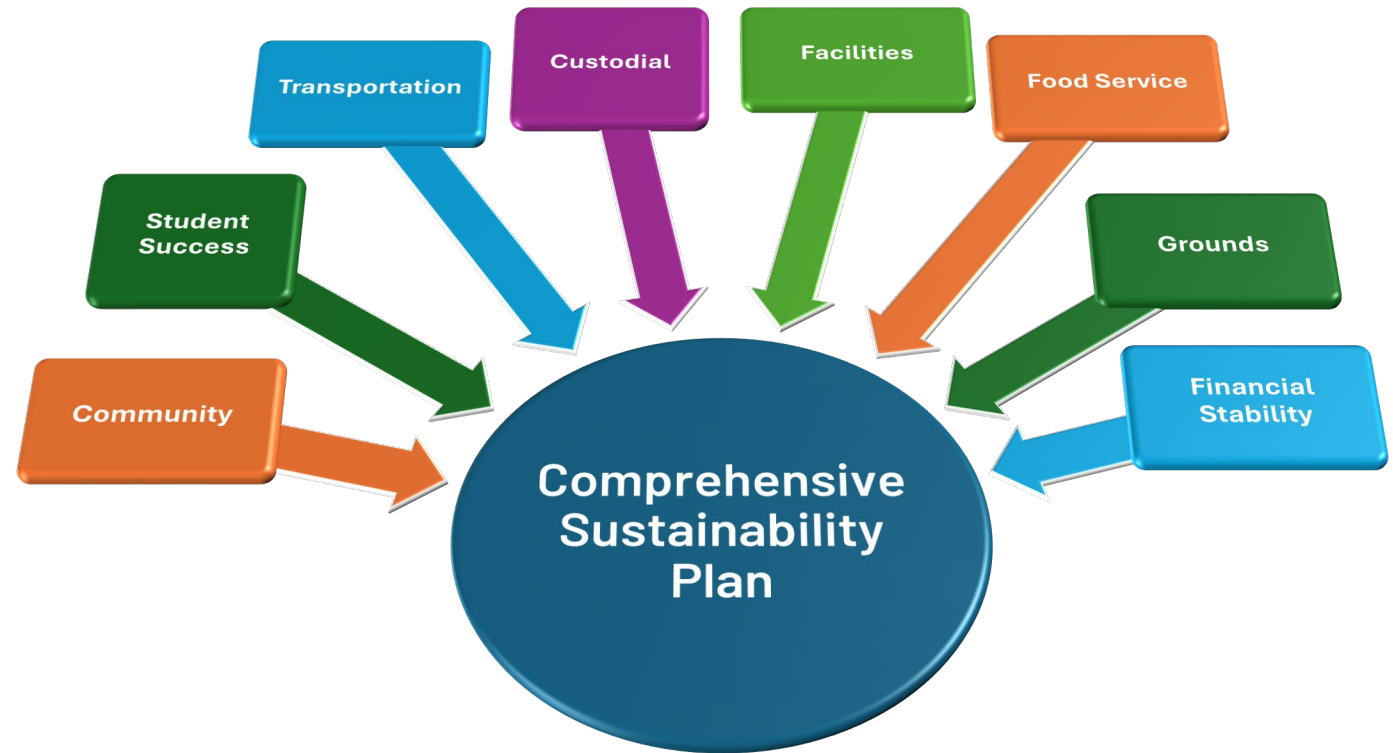 Community
Student
Success
Transportation
Custodial
Facilities
Food Service
Grounds
Financial
Stability
Comprehensive
Sustainability
Plan